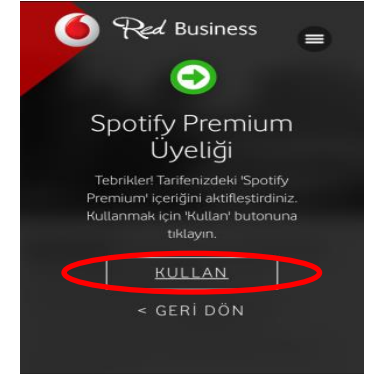 Red Business
Spotify Premium
Üyeliği
Tebrikler! Tarifenizdeki 'Spotify
Premium' içeriğini aktifleştirdiniz.
Kullanmak için 'Kullan' butonuna
tıklayın.
KULLAN
< GERİ DÖN